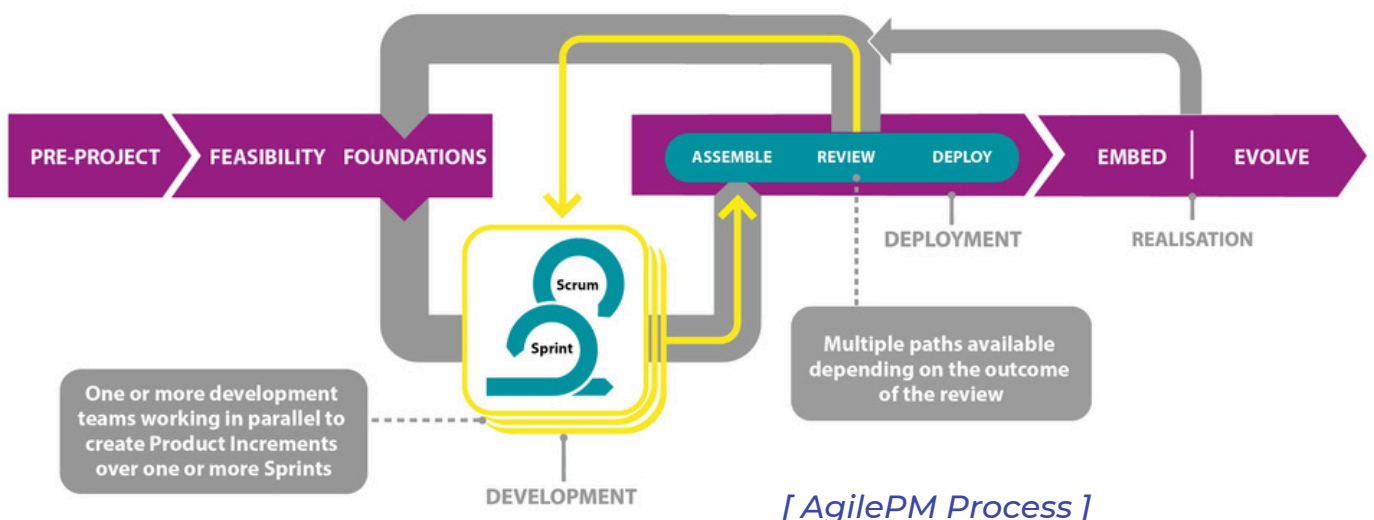 PRE-PROJECT
FEASIBILITY
FOUNDATIONS
ASSEMBLE
REVIEW
DEPLOY
EMBED
EVOLVE
DEPLOYMENT
REALISATION
Scrum
Sprint
Multiple paths available
depending on the outcome
of the review
One or more development
teams working in parallel to
create Product Increments
over one or more Sprints
DEVELOPMENT
[ AgilePM Process ]